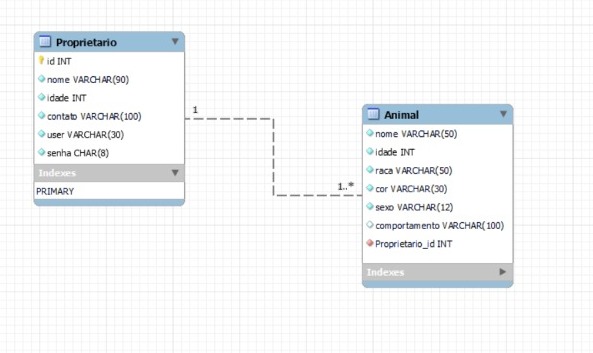 Proprietario
id INT
nome VARCHAR(90)
idade INT
contato VARCHAR(100)
user VARCHAR(30)
senha CHAR(8)
Indexes
PRIMARY
1
1..*
Animal
nome VARCHAR(50)
idade INT
raca VARCHAR(50)
cor VARCHAR(30)
sexo VARCHAR(12)
comportamento VARCHAR(100)
Proprietario_id INT
Indexes